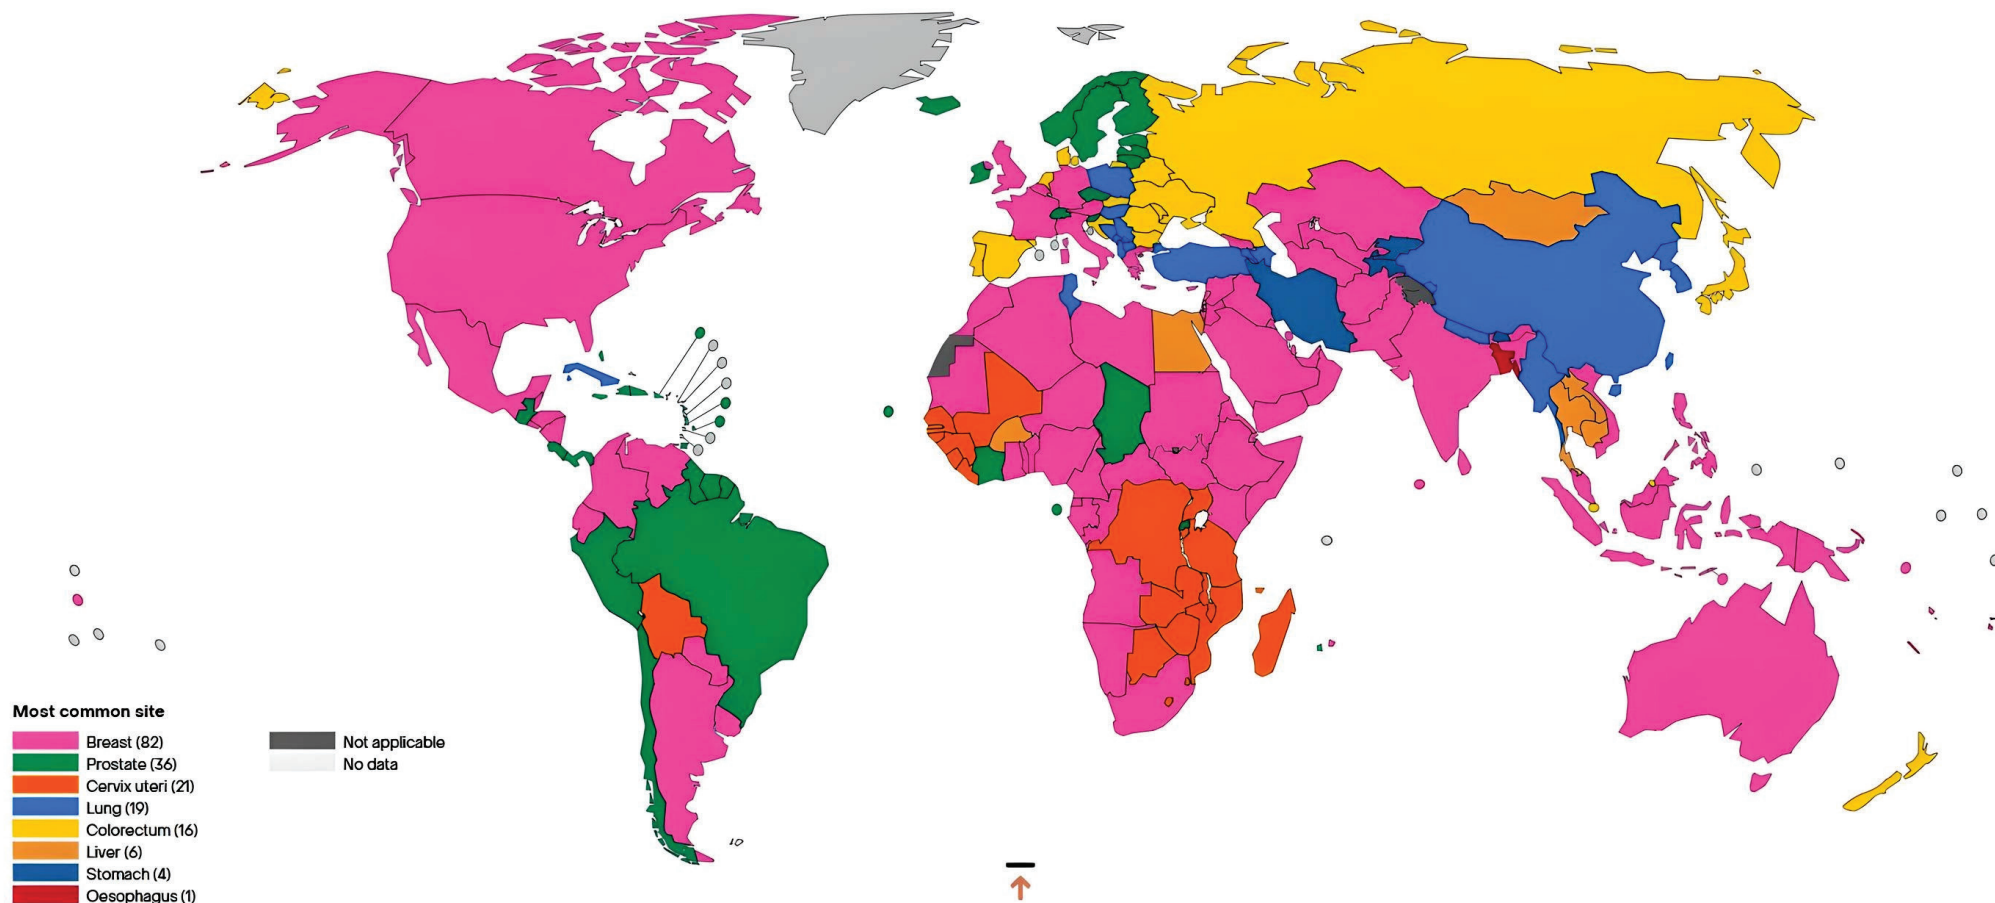 Most common site
Breast (82)
Prostate (36)
Cervix uteri (21)
Lung (19)
Colorectum (16)
Liver (6)
Stomach (4)
Oesophagus (1)
Not applicable
No data